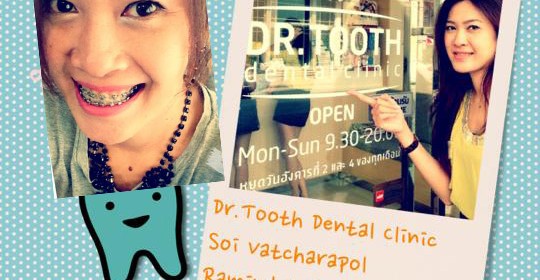 DR.TOOTH
dental clinic
OPEN
Mon-Sun 9.30-20.
หยุดวันอังคารที่ 2 และ 4 ของทุกเดือน
Dr.Tooth Dental Clinic
Soi Vatcharapol